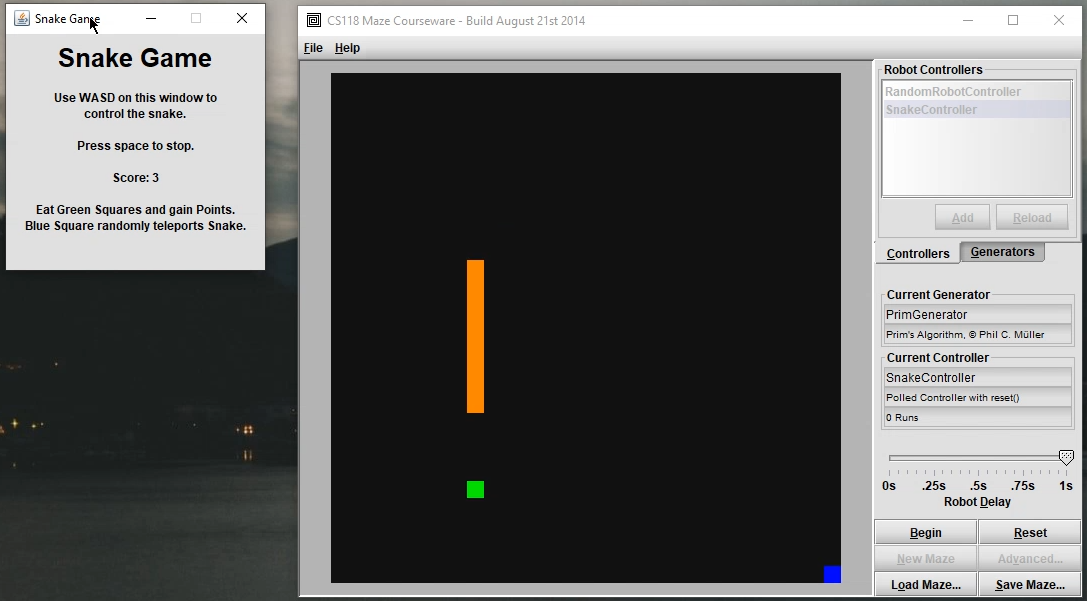 Snake Game
Snake Game
Use WASD on this window to
control the snake.
Press space to stop.
Score: 3
Eat Green Squares and gain Points.
Blue Square randomly teleports Snake.
CS118 Maze Courseware - Build August 21st 2014
File Help
Robot Controllers
RandomRobotController
SnakeController
Add Reload
Controllers Generators
Current Generator
PrimGenerator
Prim's Algorithm, © Phil C. Müller
Current Controller
SnakeController
Polled Controller with reset()
0 Runs
0s .25s .5s .75s 1s
Robot Delay
Begin Reset
New Maze Advanced...
Load Maze... Save Maze...